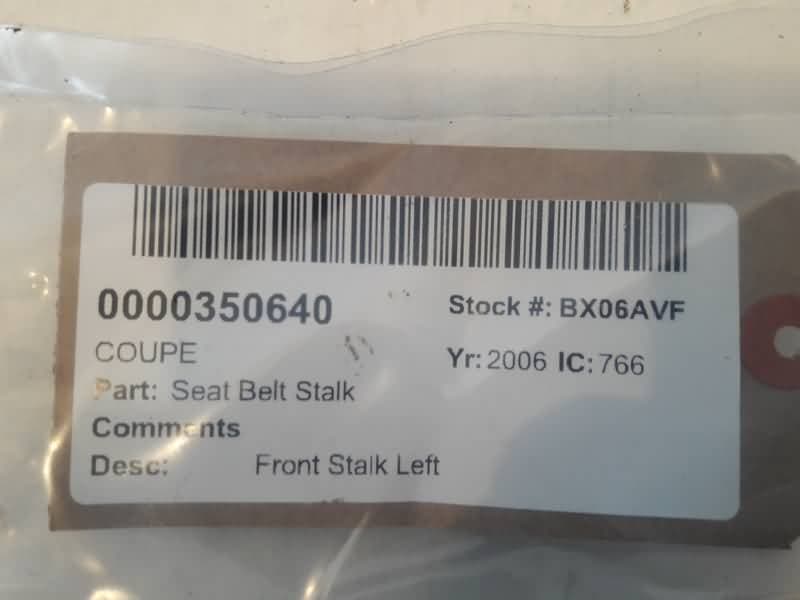 0000350640 Stock #: BX06AVF
COUPE Yr: 2006 IC: 766
Part: Seat Belt Stalk
Comments
Desc: Front Stalk Left